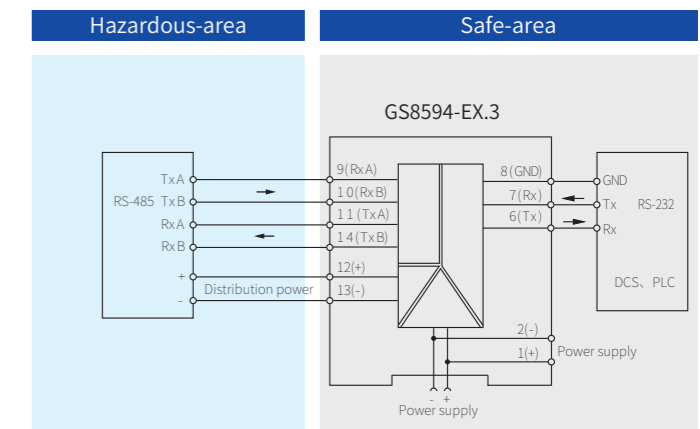 Hazardous-area
Safe-area
GS8594-EX.3
TxA
RS-485 TxB
RxA
RxB
+
Distribution power
-
9(RxA)
10(RxB)
11(TxA)
14(TxB)
12(+)
13(-)
8(GND)
7(Rx)
6(Tx)
GND
Tx RS-232
Rx
DCS、PLC
2(-)
1(+)
Power supply
- +
Power supply